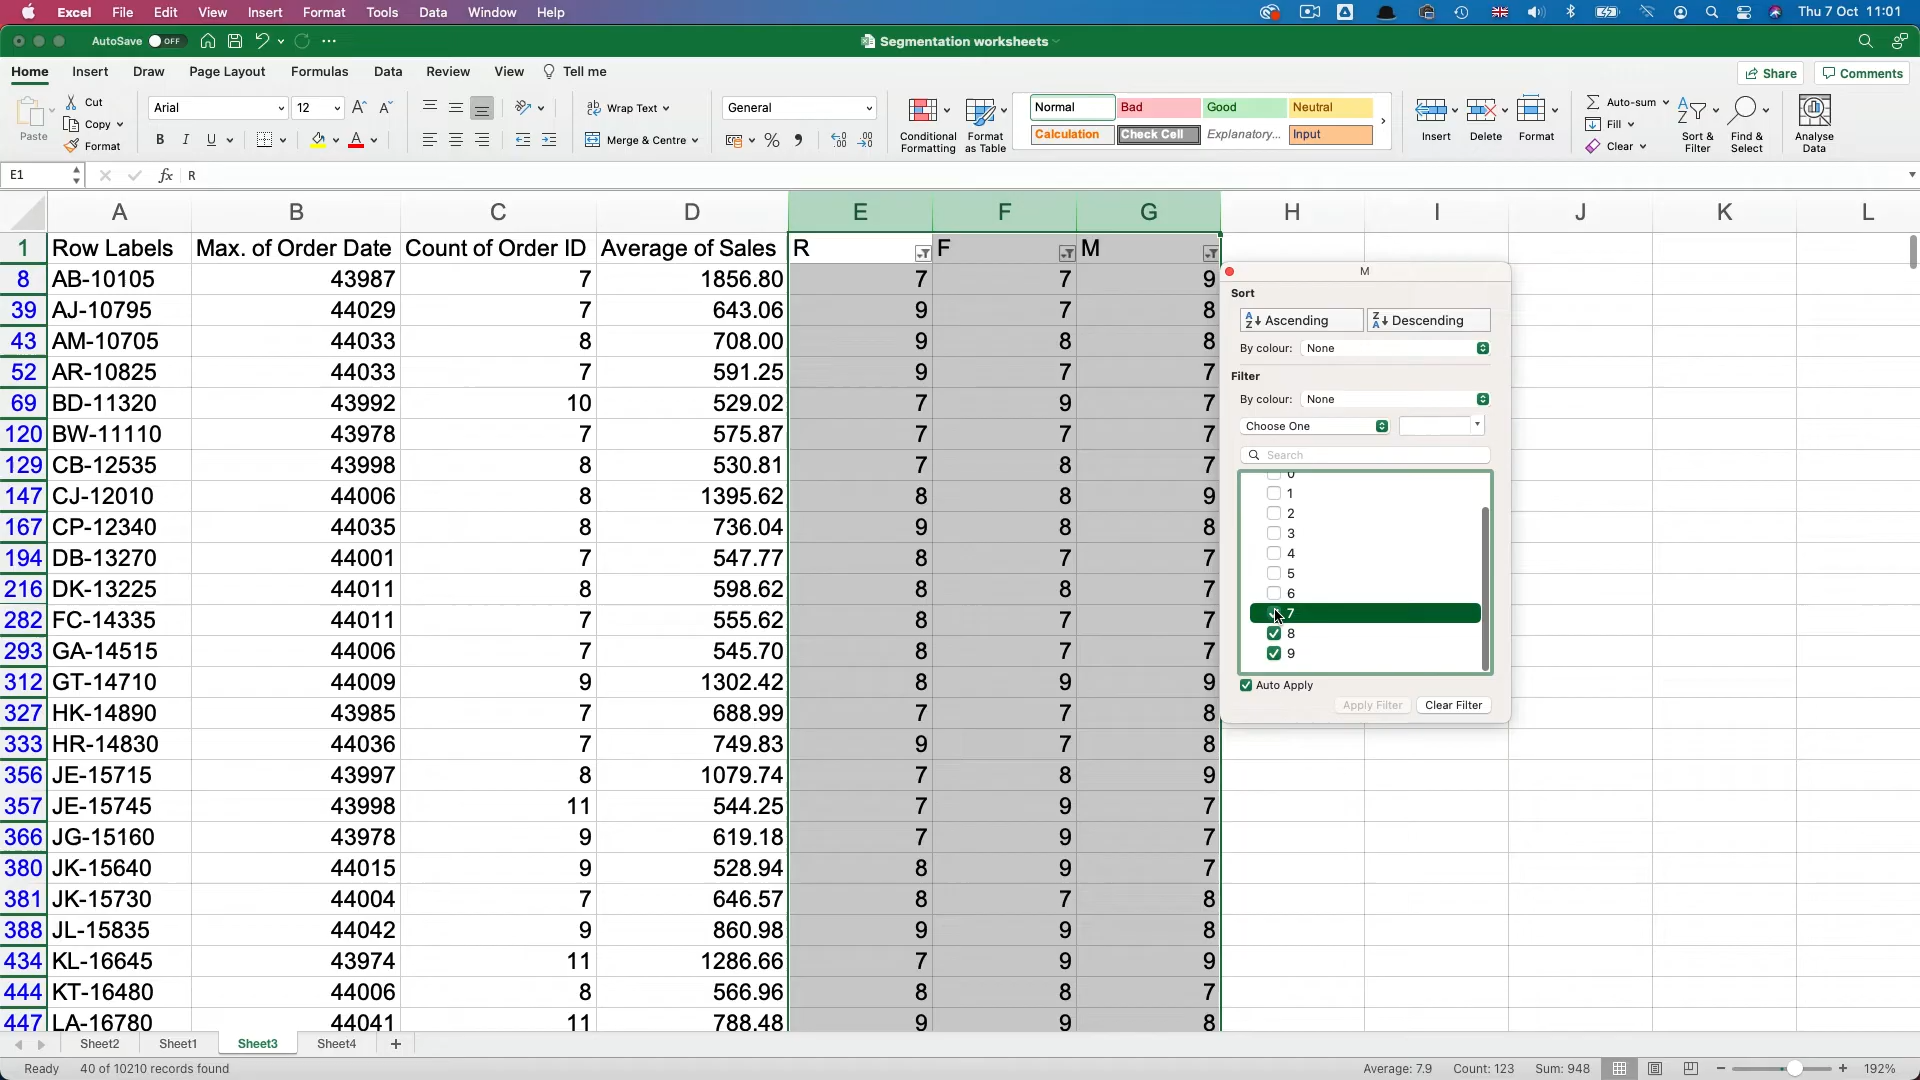 Excel File Edit View Insert Format Tools Data Window Help Thu 7 Oct 11:01
AutoSave OFF Segmentation worksheets
Home Insert Draw Page Layout Formulas Data Review View Tell me Share Comments
Paste Cut Copy Format
Arial 12 A A
B I U A
Wrap Text
Merge & Centre
General
%
Conditional Formatting
Format as Table
Normal Bad Good Neutral
Calculation Check Cell Explanatory... Input
Insert Delete Format
Auto-sum
Fill
Clear
Sort & Filter
Find & Select
Analyse Data
E1 fx R
A B C D E F G H I J K L
1 Row Labels Max. of Order Date Count of Order ID Average of Sales R F M
8 AB-10105 43987 7 1856.80 7 7 9
39 AJ-10795 44029 7 643.06 9 7 8
43 AM-10705 44033 8 708.00 9 8 8
52 AR-10825 44033 7 591.25 9 7 7
69 BD-11320 43992 10 529.02 7 9 7
120 BW-11110 43978 7 575.87 7 7 7
129 CB-12535 43998 8 530.81 7 8 7
147 CJ-12010 44006 8 1395.62 8 8 9
167 CP-12340 44035 8 736.04 9 8 8
194 DB-13270 44001 7 547.77 8 7 7
216 DK-13225 44011 8 598.62 8 8 7
282 FC-14335 44011 7 555.62 8 7 7
293 GA-14515 44006 7 545.70 8 7 7
312 GT-14710 44009 9 1302.42 8 9 9
327 HK-14890 43985 7 688.99 7 7 8
333 HR-14830 44036 7 749.83 9 7 8
356 JE-15715 43997 8 1079.74 7 8 9
357 JE-15745 43998 11 544.25 7 9 7
366 JG-15160 43978 9 619.18 7 9 7
380 JK-15640 44015 9 528.94 8 9 7
381 JK-15730 44004 7 646.57 8 7 8
388 JL-15835 44042 9 860.98 9 9 8
434 KL-16645 43974 11 1286.66 7 9 9
444 KT-16480 44006 8 566.96 8 8 7
447 LA-16780 44041 11 788.48 9 9 8
M
Sort
Ascending Descending
By colour: None
Filter
By colour: None
Choose One
Search
0
1
2
3
4
5
6
7
8
9
Auto Apply
Apply Filter Clear Filter
Sheet2 Sheet1 Sheet3 Sheet4 +
Ready 40 of 10210 records found Average: 7.9 Count: 123 Sum: 948 192%